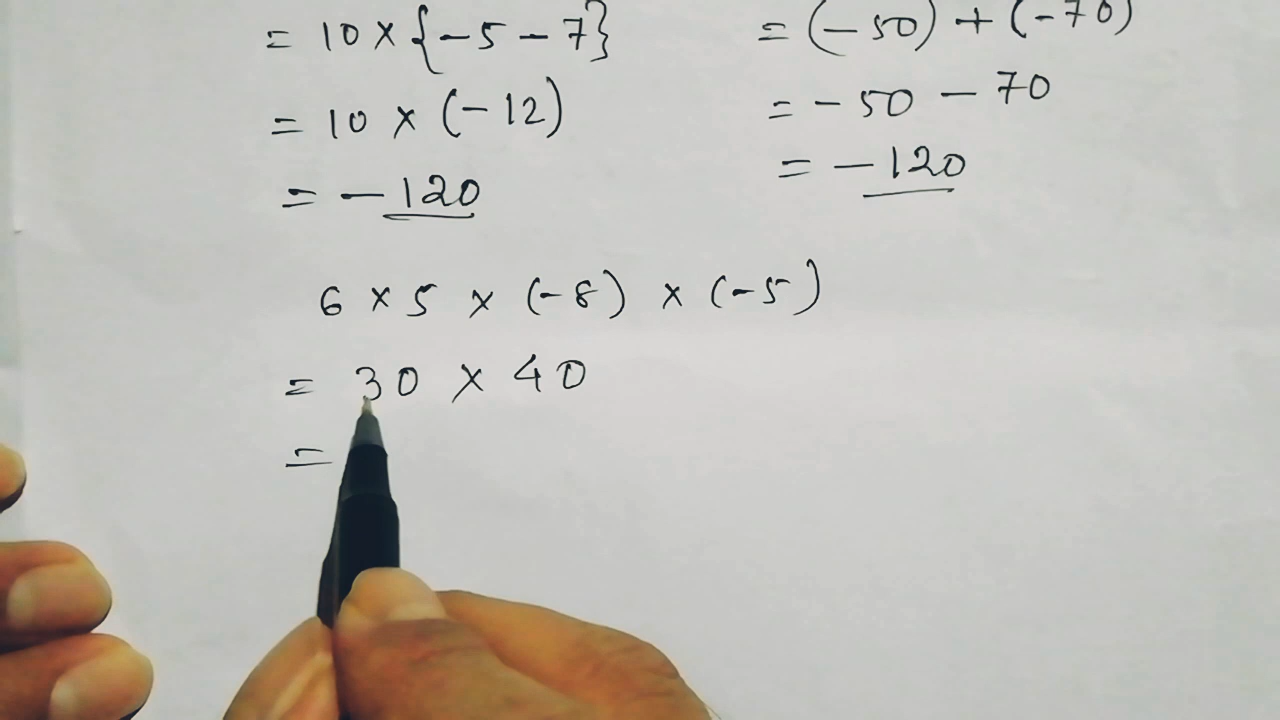 = 10 × {-5 - 7}
= 10 × (-12)
= -120
= (-50) + (-70)
= -50 - 70
= -120
6 × 5 × (-8) × (-5)
= 30 × 40
=